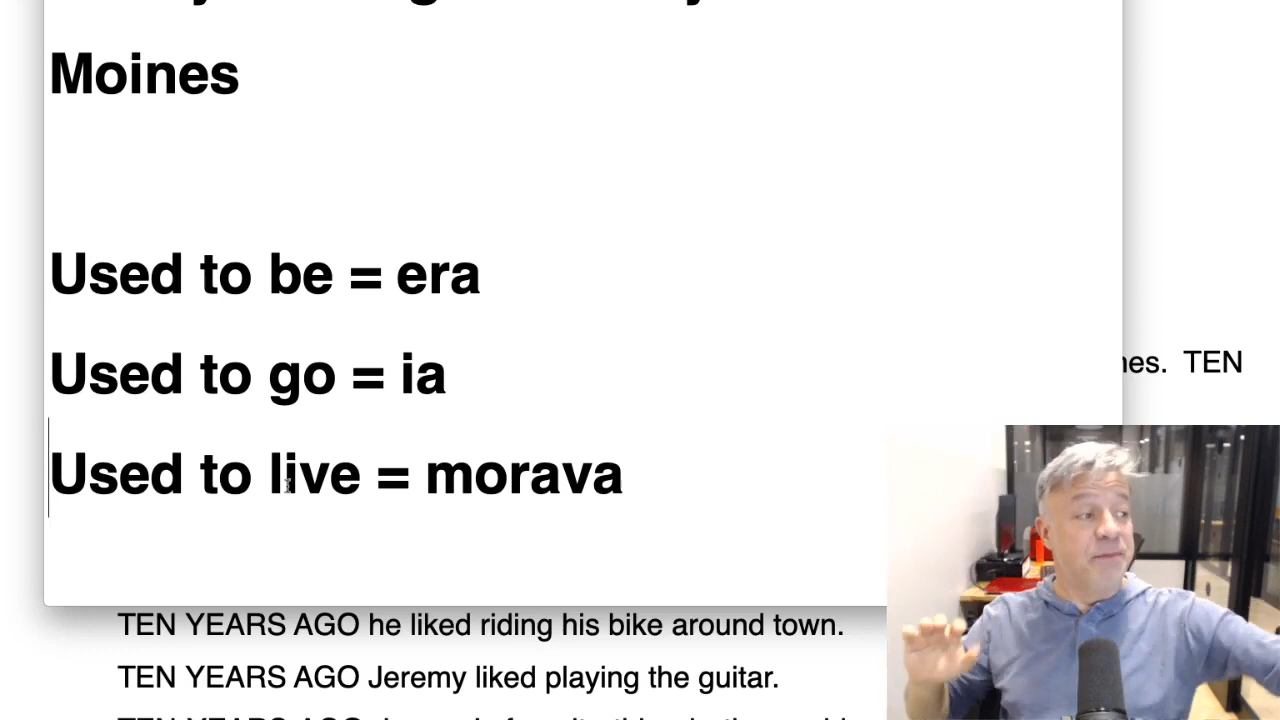 Moines
Used to be = era
Used to go = ia
nes. TEN
Used to live = morava
TEN YEARS AGO he liked riding his bike around town.
TEN YEARS AGO Jeremy liked playing the guitar.